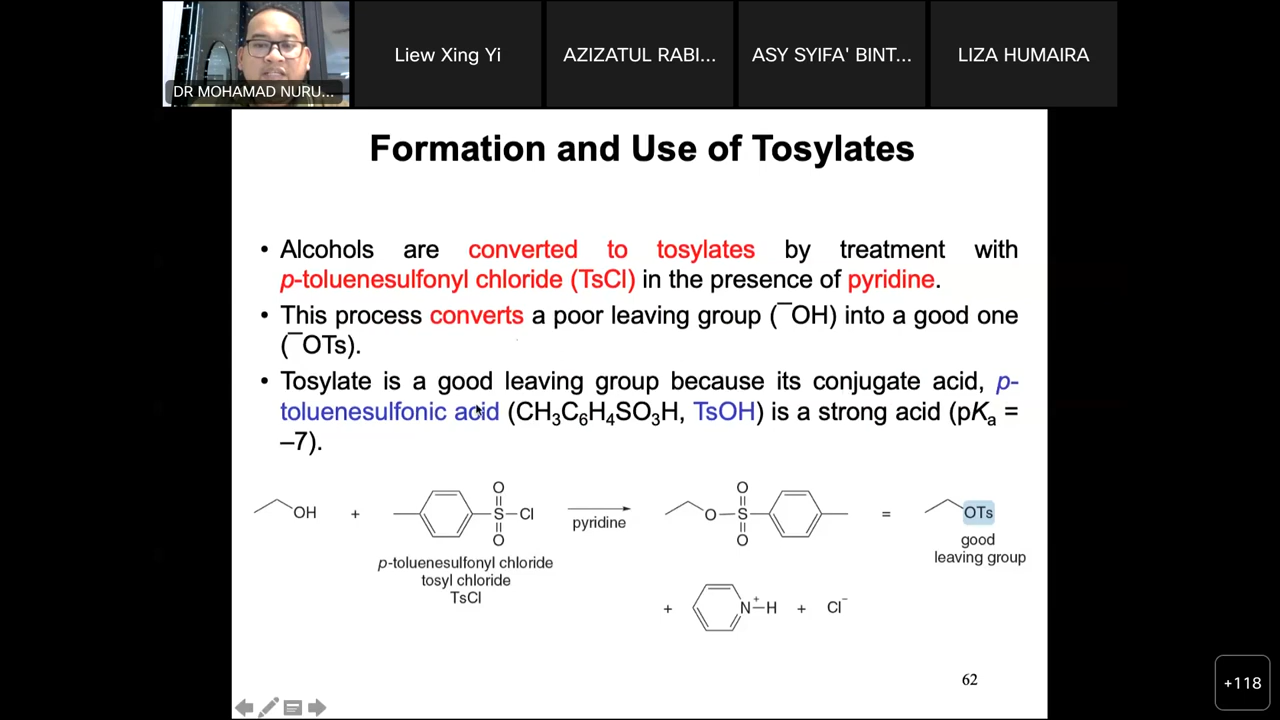 DR MOHAMAD NURU...
Liew Xing Yi
AZIZATUL RABI...
ASY SYIFA' BINT...
LIZA HUMAIRA
Formation and Use of Tosylates
• Alcohols are converted to tosylates by treatment with
p-toluenesulfonyl chloride (TsCl) in the presence of pyridine.
• This process converts a poor leaving group (¯OH) into a good one
(¯OTs).
• Tosylate is a good leaving group because its conjugate acid, p-
toluenesulfonic acid (CH₃C₆H₄SO₃H, TsOH) is a strong acid (pKₐ =
–7).
OH + O S O Cl pyridine O S O O = OTs
p-toluenesulfonyl chloride
tosyl chloride
TsCl
good
leaving group
+ N⁺–H + Cl⁻
62
+118